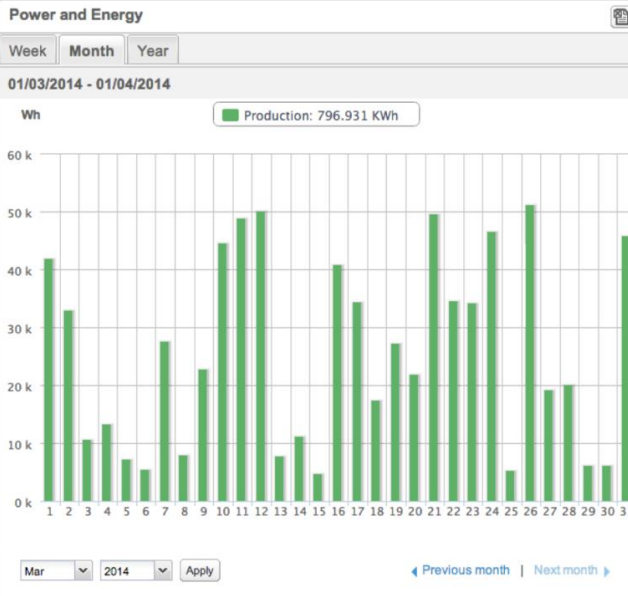 Power and Energy
Week Month Year
01/03/2014 - 01/04/2014
Wh
Production: 796.931 KWh
60 k
50 k
40 k
30 k
20 k
10 k
0 k
1 2 3 4 5 6 7 8 9 10 11 12 13 14 15 16 17 18 19 20 21 22 23 24 25 26 27 28 29 30 3
Mar 2014 Apply Previous month | Next month